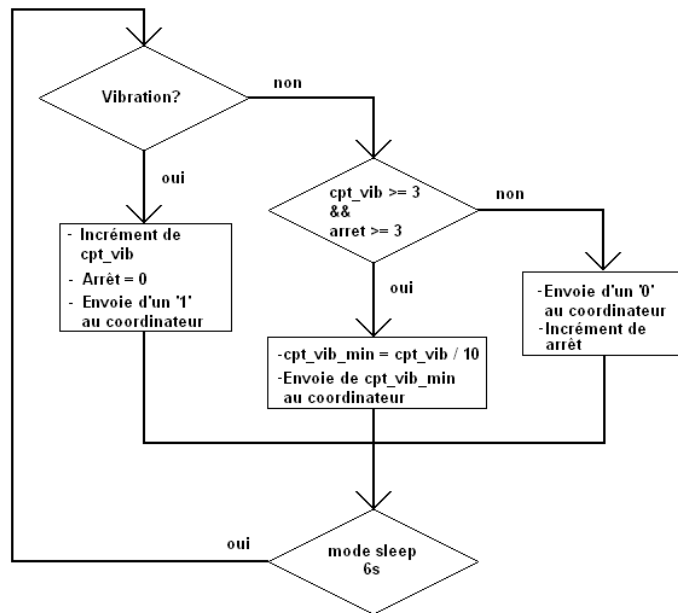 Vibration?
non
oui
cpt_vib >= 3
&&
arret >= 3
non
- Incrément de
cpt_vib
- Arrêt = 0
- Envoie d'un '1'
au coordinateur
oui
-Envoie d'un '0'
au coordinateur
-Incrément de
arrêt
-cpt_vib_min = cpt_vib / 10
-Envoie de cpt_vib_min
au coordinateur
oui
mode sleep
6s